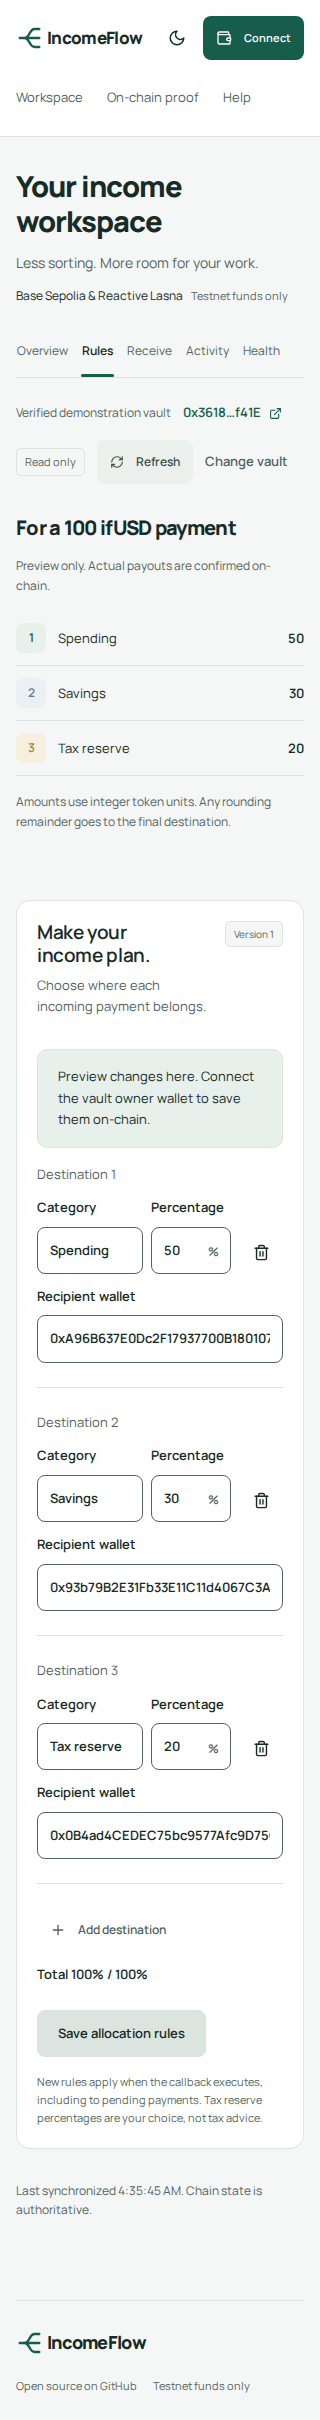 IncomeFlow
Connect
Workspace On-chain proof Help
Your income
workspace
Less sorting. More room for your work.
Base Sepolia & Reactive Lasna Testnet funds only
Overview Rules Receive Activity Health
Verified demonstration vault 0x3618...f41E
Read only Refresh Change vault
For a 100 ifUSD payment
Preview only. Actual payouts are confirmed on-
chain.
1 Spending 50
2 Savings 30
3 Tax reserve 20
Amounts use integer token units. Any rounding
remainder goes to the final destination.
Make your
income plan.
Version 1
Choose where each
incoming payment belongs.
Preview changes here. Connect
the vault owner wallet to save
them on-chain.
Destination 1
Category Percentage
Spending 50 %
Recipient wallet
0xA96B637E0Dc2F17937700B180107
Destination 2
Category Percentage
Savings 30 %
Recipient wallet
0x93b79B2E31Fb33E11C11d4067C3A
Destination 3
Category Percentage
Tax reserve 20 %
Recipient wallet
0x0B4ad4CEDEC75bc9577Afc9D75
Add destination
Total 100% / 100%
Save allocation rules
New rules apply when the callback executes,
including to pending payments. Tax reserve
percentages are your choice, not tax advice.
Last synchronized 4:35:45 AM. Chain state is
authoritative.
IncomeFlow
Open source on GitHub Testnet funds only